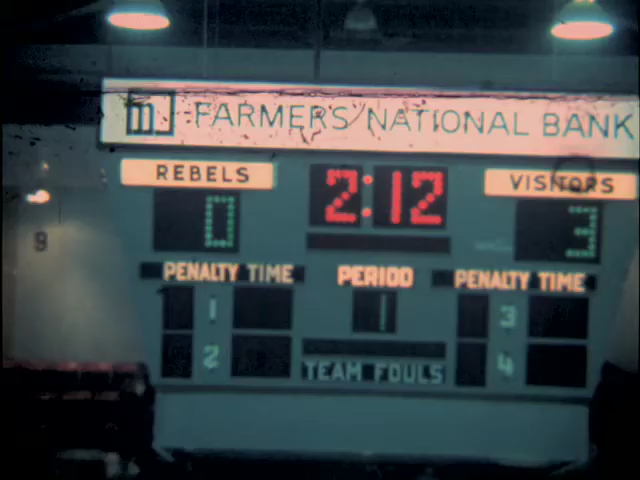 m FARMERS NATIONAL BANK
REBELS 2:12 VISITORS
0 3
PENALTY TIME PERIOD PENALTY TIME
1 1 3
2 4
TEAM FOULS